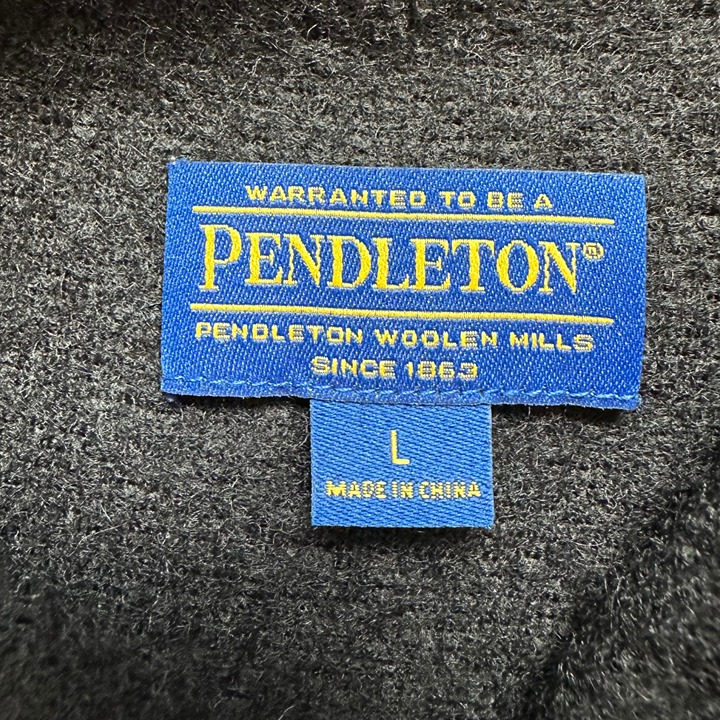 WARRANTED TO BE A
PENDLETON®
PENDLETON WOOLEN MILLS
SINCE 1863
L
MADE IN CHINA